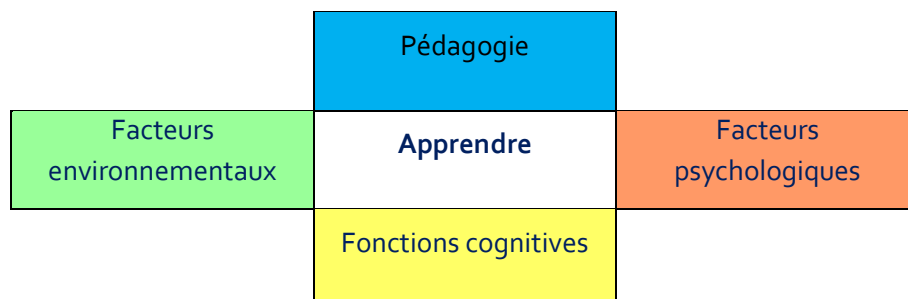 Pédagogie
Facteurs
environnementaux
Apprendre
Facteurs
psychologiques
Fonctions cognitives